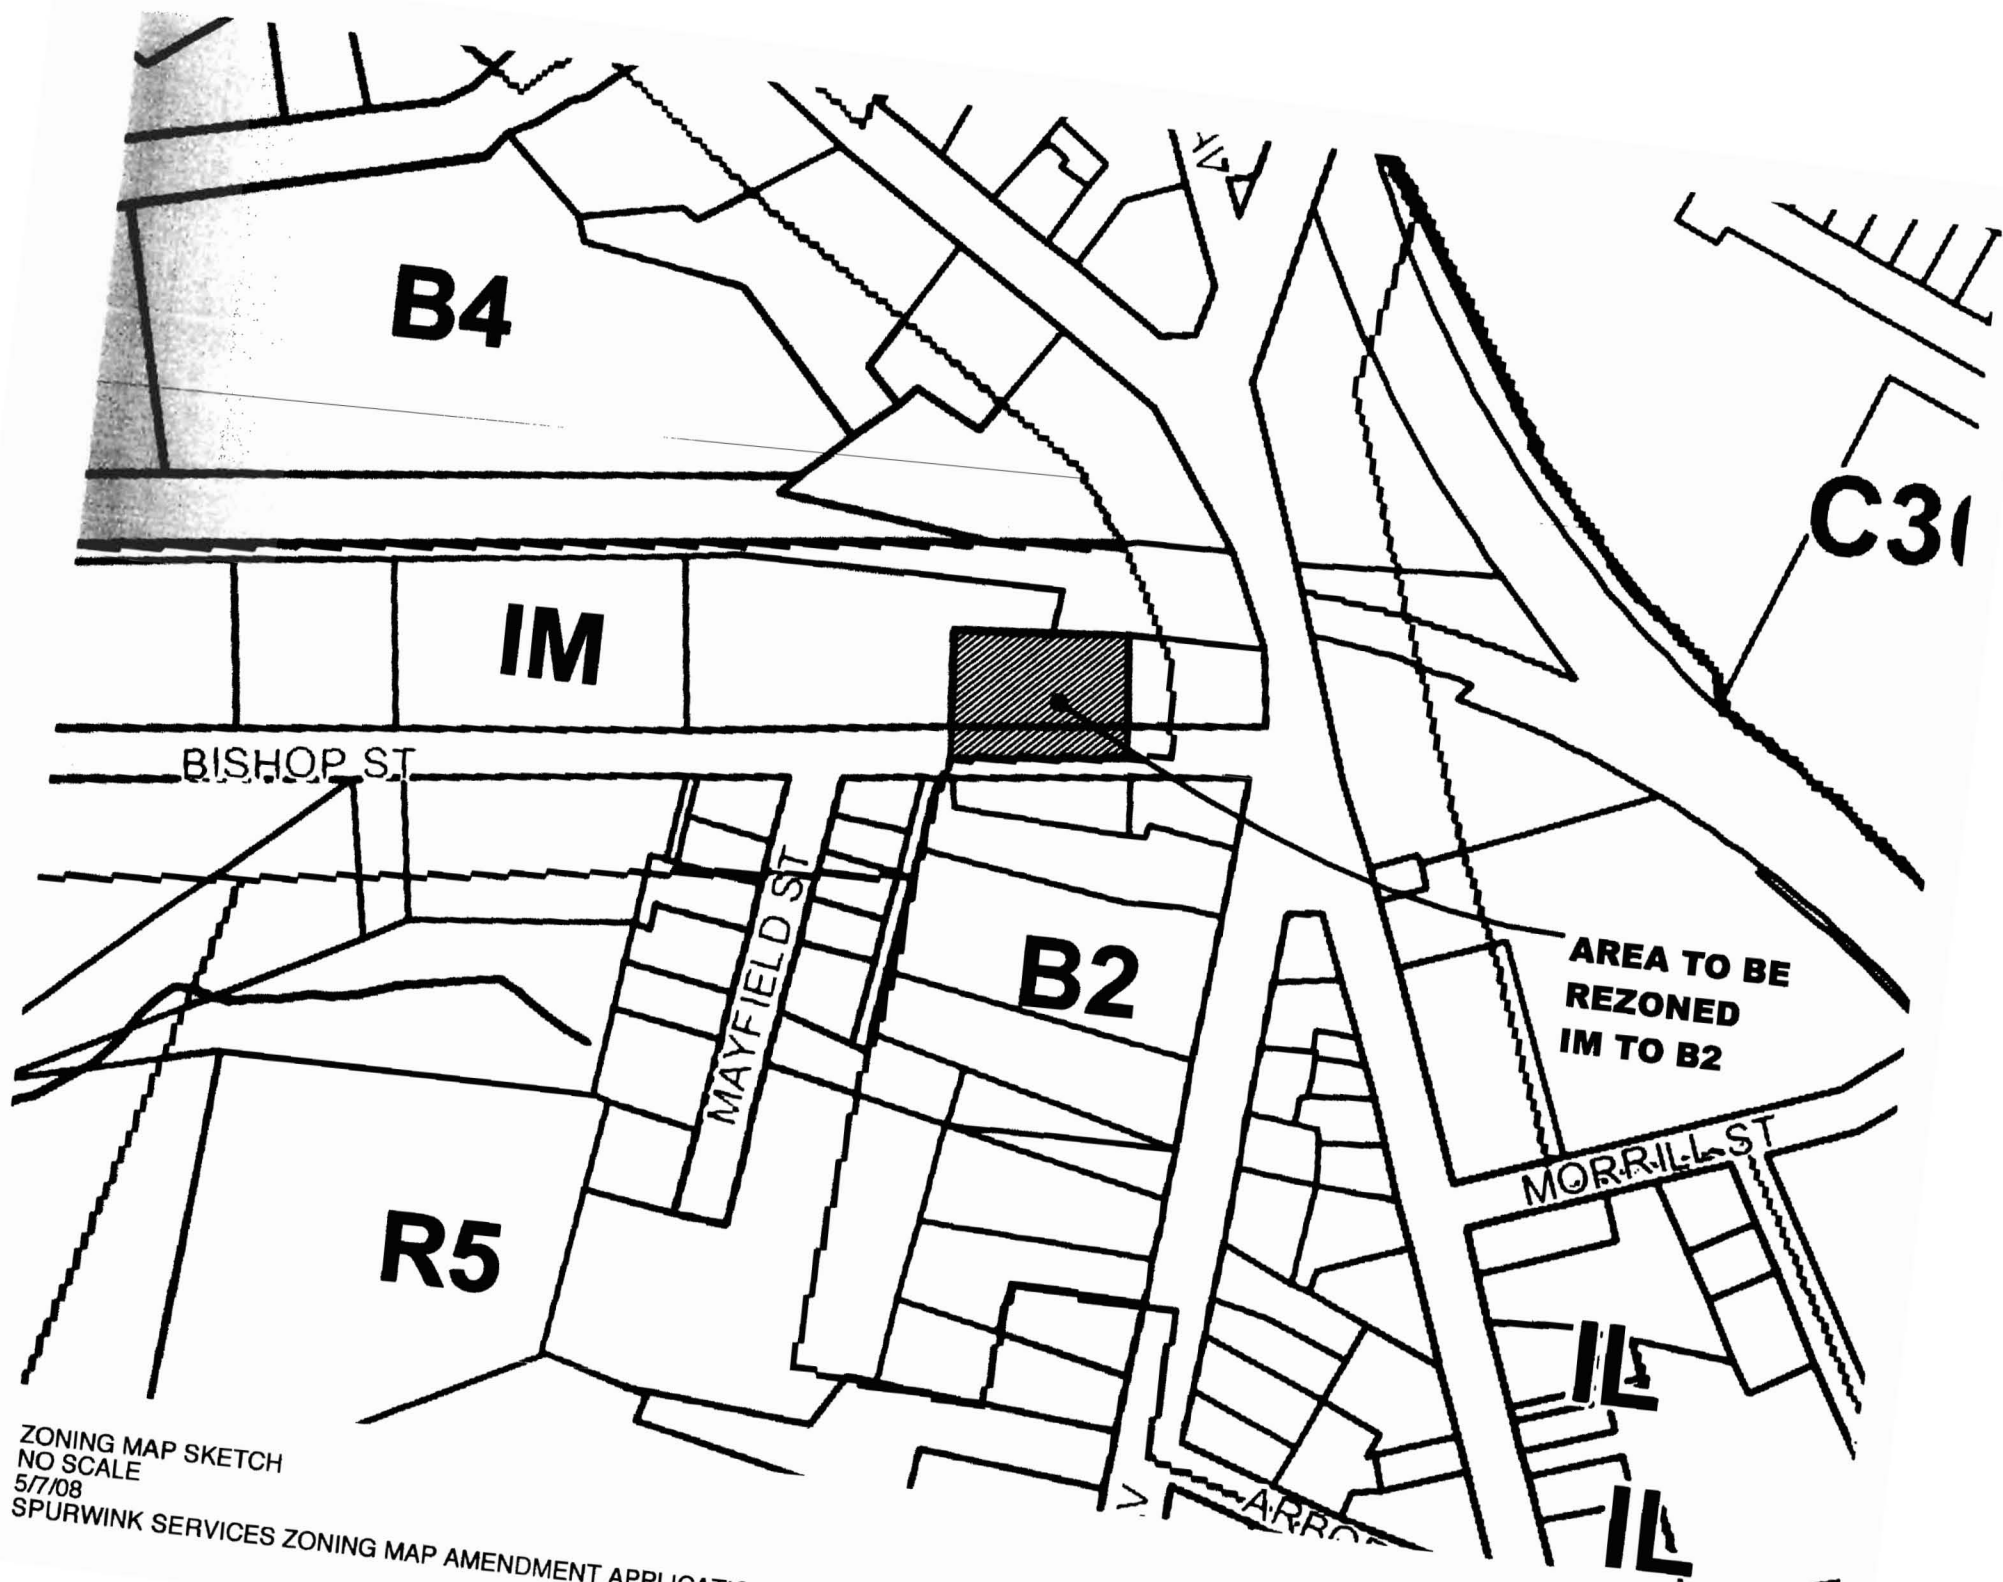 B4
C3
IM
BISHOP ST
MAYFIELD ST
B2
AREA TO BE
REZONED
IM TO B2
MORRILL ST
R5
IL
IL
ZONING MAP SKETCH
NO SCALE
5/7/08
SPURWINK SERVICES ZONING MAP AMENDMENT